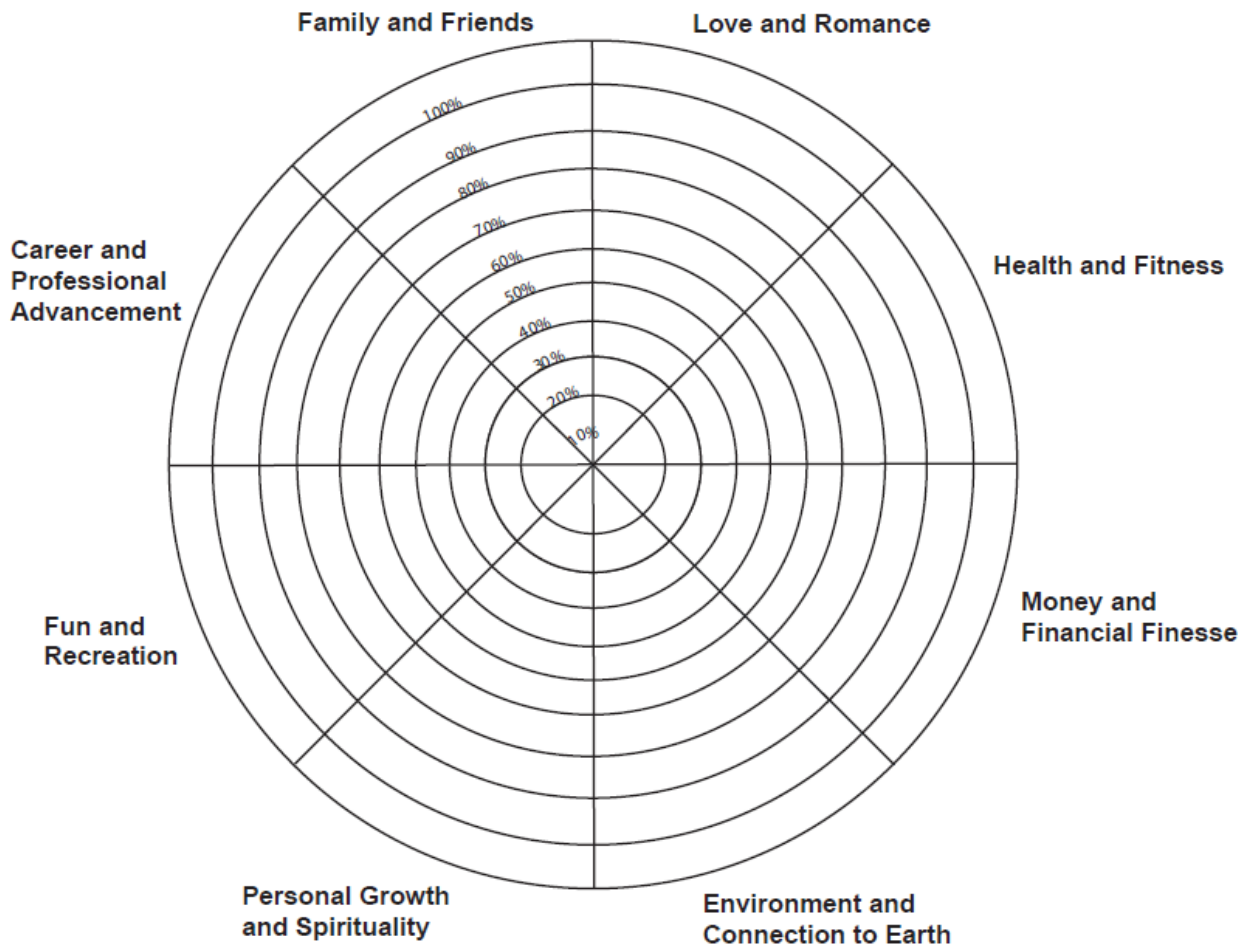 Family and Friends
Love and Romance
100%
90%
80%
70%
60%
50%
40%
30%
20%
10%
Career and
Professional
Advancement
Health and Fitness
Fun and
Recreation
Money and
Financial Finesse
Personal Growth
and Spirituality
Environment and
Connection to Earth